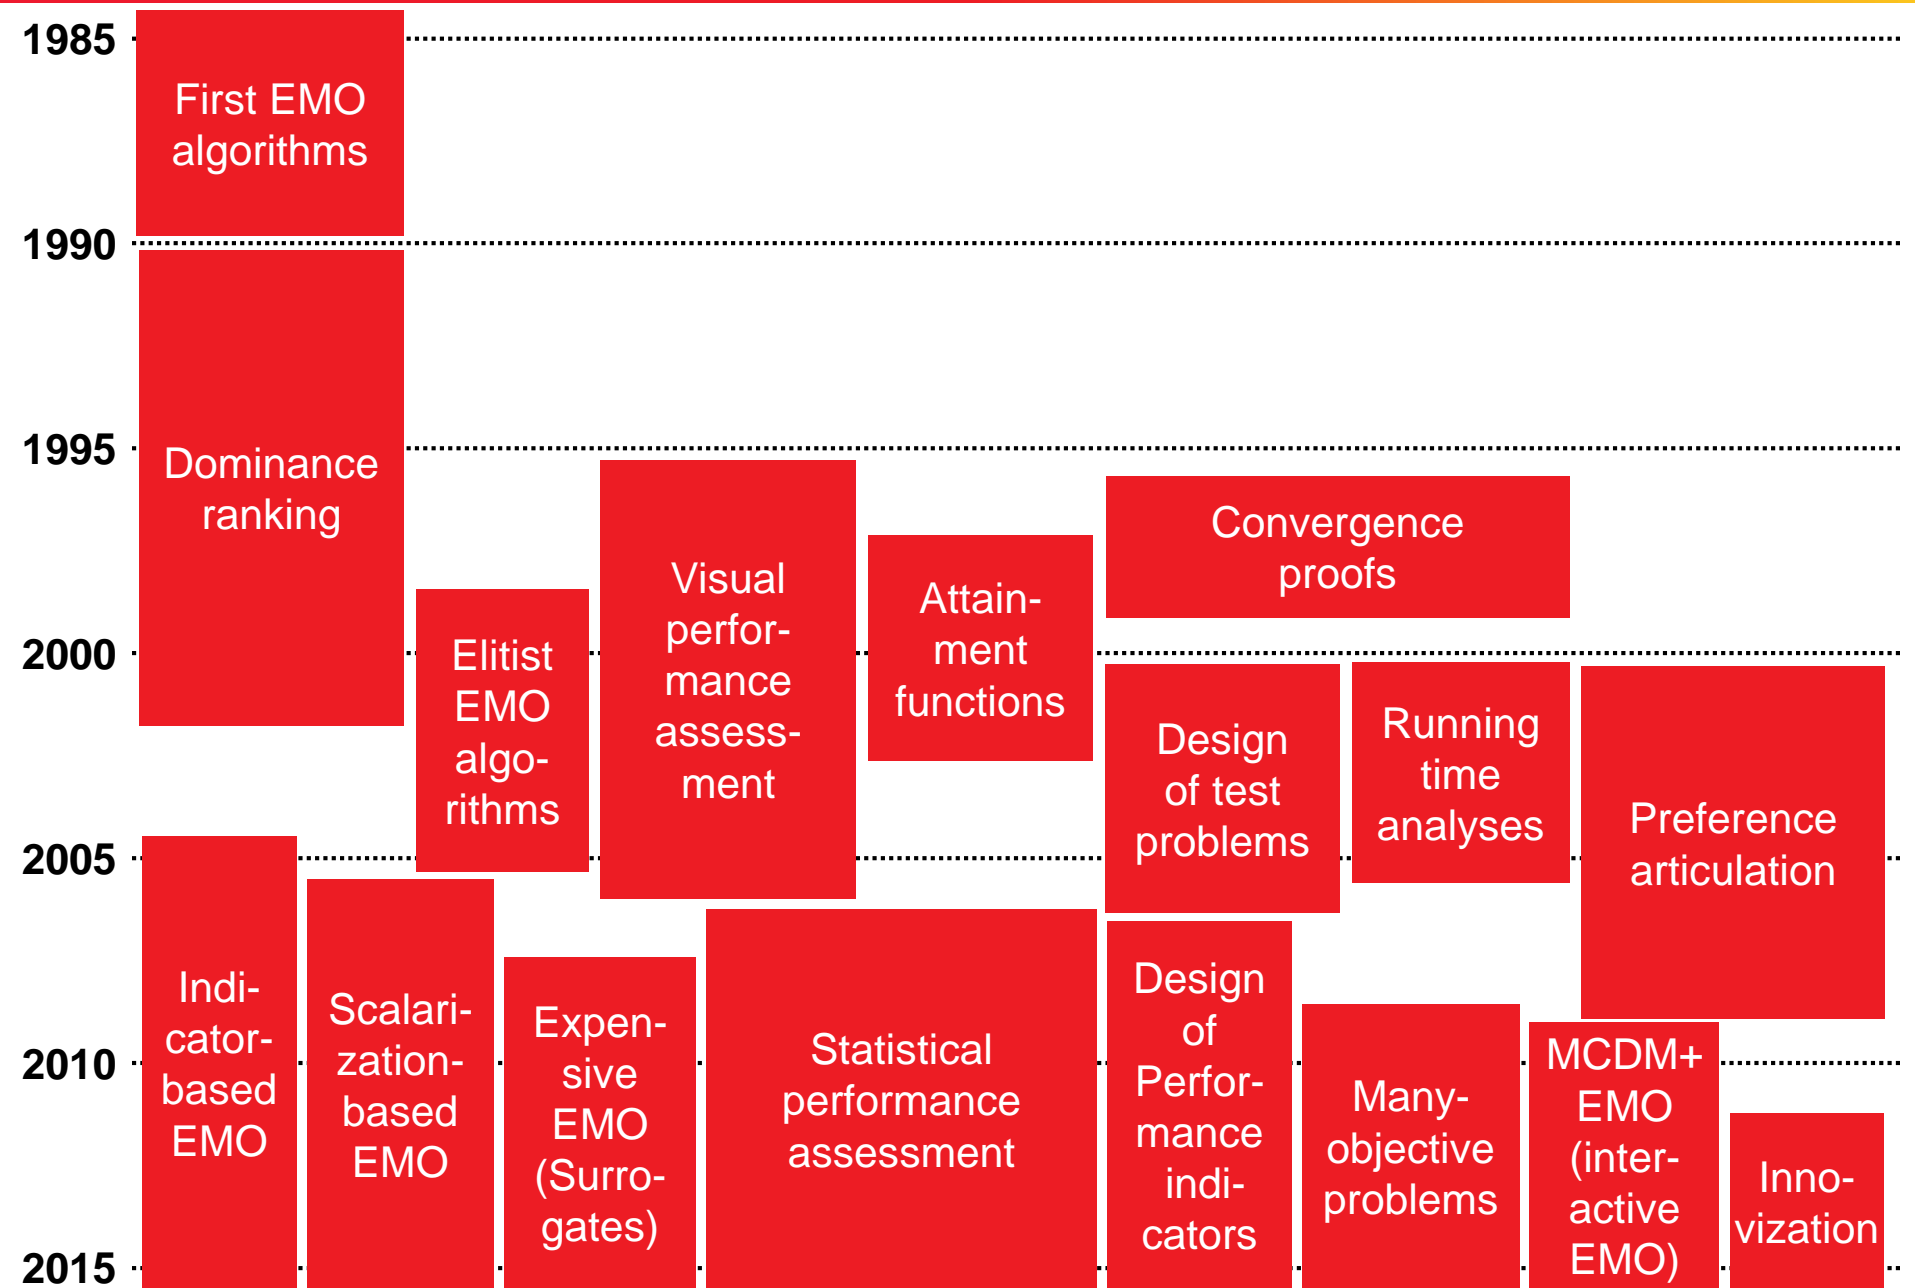 1985
First EMO
algorithms
1990
1995
Dominance
ranking
Convergence
proofs
Visual
perfor-
mance
assess-
ment
Attain-
ment
functions
2000
Elitist
EMO
algo-
rithms
Design
of test
problems
Running
time
analyses
Preference
articulation
2005
Indi-
cator-
based
EMO
Scalari-
zation-
based
EMO
Expen-
sive
EMO
(Surro-
gates)
Statistical
performance
assessment
Design
of
Perfor-
mance
indi-
cators
Many-
objective
problems
MCDM+
EMO
(inter-
active
EMO)
Inno-
vization
2010
2015